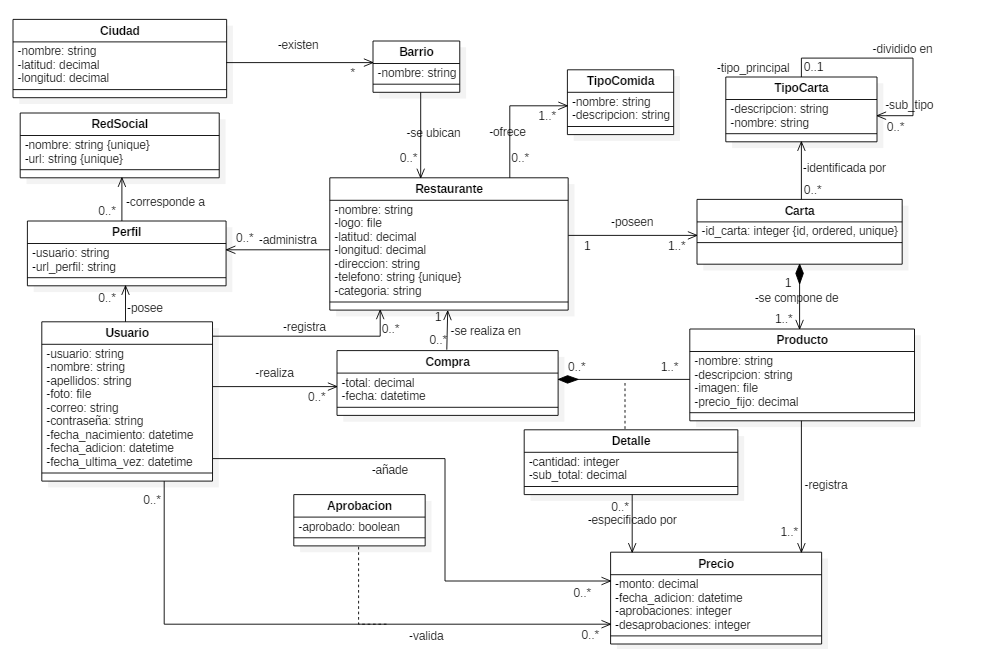 Ciudad
-nombre: string
-latitud: decimal
-longitud: decimal
-existen
*
Barrio
-nombre: string
-dividido en
-tipo_principal
0..1
TipoCarta
-descripcion: string
-nombre: string
-sub_tipo
0..*
TipoComida
-nombre: string
-descripcion: string
1..*
-ofrece
0..*
-se ubican
0..*
RedSocial
-nombre: string {unique}
-url: string {unique}
-corresponde a
0..*
-identificada por
0..*
Restaurante
-nombre: string
-logo: file
-latitud: decimal
-longitud: decimal
-direccion: string
-telefono: string {unique}
-categoria: string
Carta
-id_carta: integer {id, ordered, unique}
-poseen
1
1..*
Perfil
-usuario: string
-url_perfil: string
0..*
-administra
0..*
-posee
1
-se compone de
1..*
Usuario
-usuario: string
-nombre: string
-apellidos: string
-foto: file
-correo: string
-contraseña: string
-fecha_nacimiento: datetime
-fecha_adicion: datetime
-fecha_ultima_vez: datetime
-registra
0..*
1
-se realiza en
0..*
Producto
-nombre: string
-descripcion: string
-imagen: file
-precio_fijo: decimal
Compra
-total: decimal
-fecha: datetime
-realiza
0..*
0..*
1..*
Detalle
-cantidad: integer
-sub_total: decimal
-añade
0..*
-registra
1..*
0..*
-especificado por
0..*
Aprobacion
-aprobado: boolean
Precio
-monto: decimal
-fecha_adicion: datetime
-aprobaciones: integer
-desaprobaciones: integer
-valida
0..*